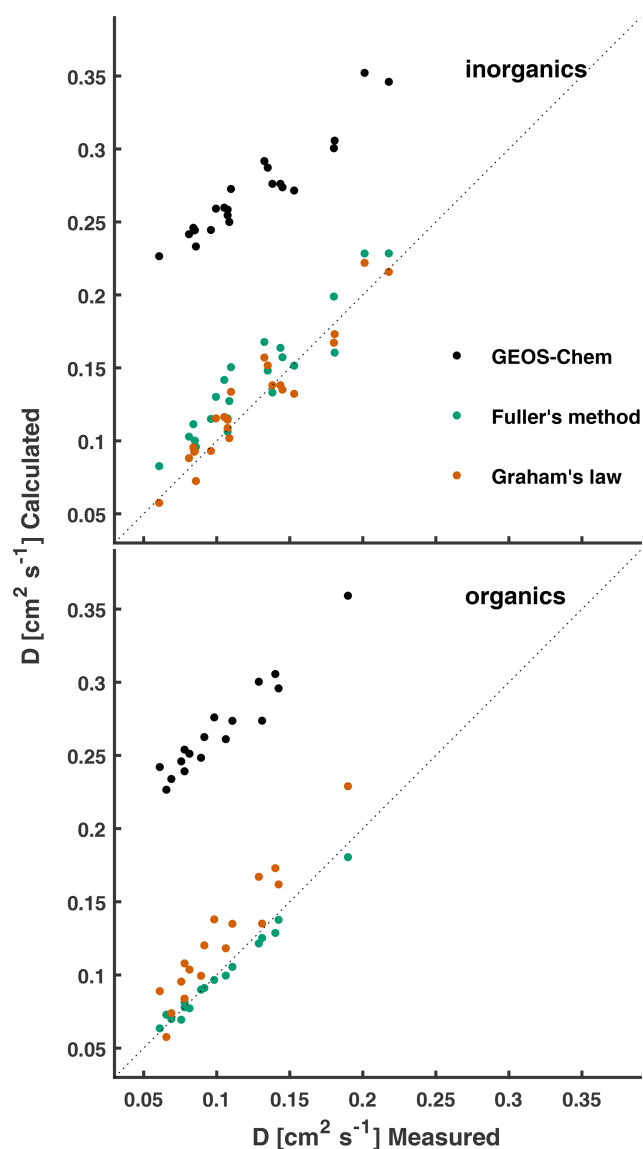 0.35
inorganics
0.3
0.25
0.2
GEOS-Chem
0.15
Fuller's method
0.1
Graham's law
0.05
D [cm² s⁻¹] Calculated
0.35
organics
0.3
0.25
0.2
0.15
0.1
0.05
0.05 0.1 0.15 0.2 0.25 0.3 0.35
D [cm² s⁻¹] Measured